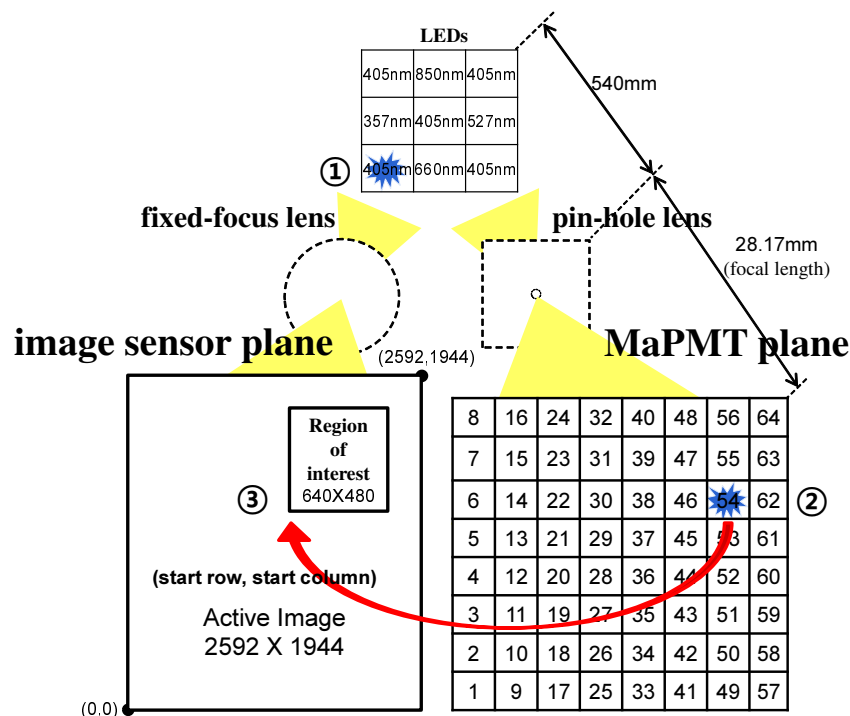 LEDs
405nm 850nm 405nm
540mm
357nm 405nm 527nm
① 405nm 660nm 405nm
fixed-focus lens
pin-hole lens
28.17mm
(focal length)
image sensor plane
MaPMT plane
(2592,1944)
8 16 24 32 40 48 56 64
Region
of
interest
640X480
7 15 23 31 39 47 55 63
③
6 14 22 30 38 46 54 62 ②
5 13 21 29 37 45 53 61
(start row, start column)
4 12 20 28 36 44 52 60
Active Image
2592 X 1944
3 11 19 27 35 43 51 59
2 10 18 26 34 42 50 58
1 9 17 25 33 41 49 57
(0,0)